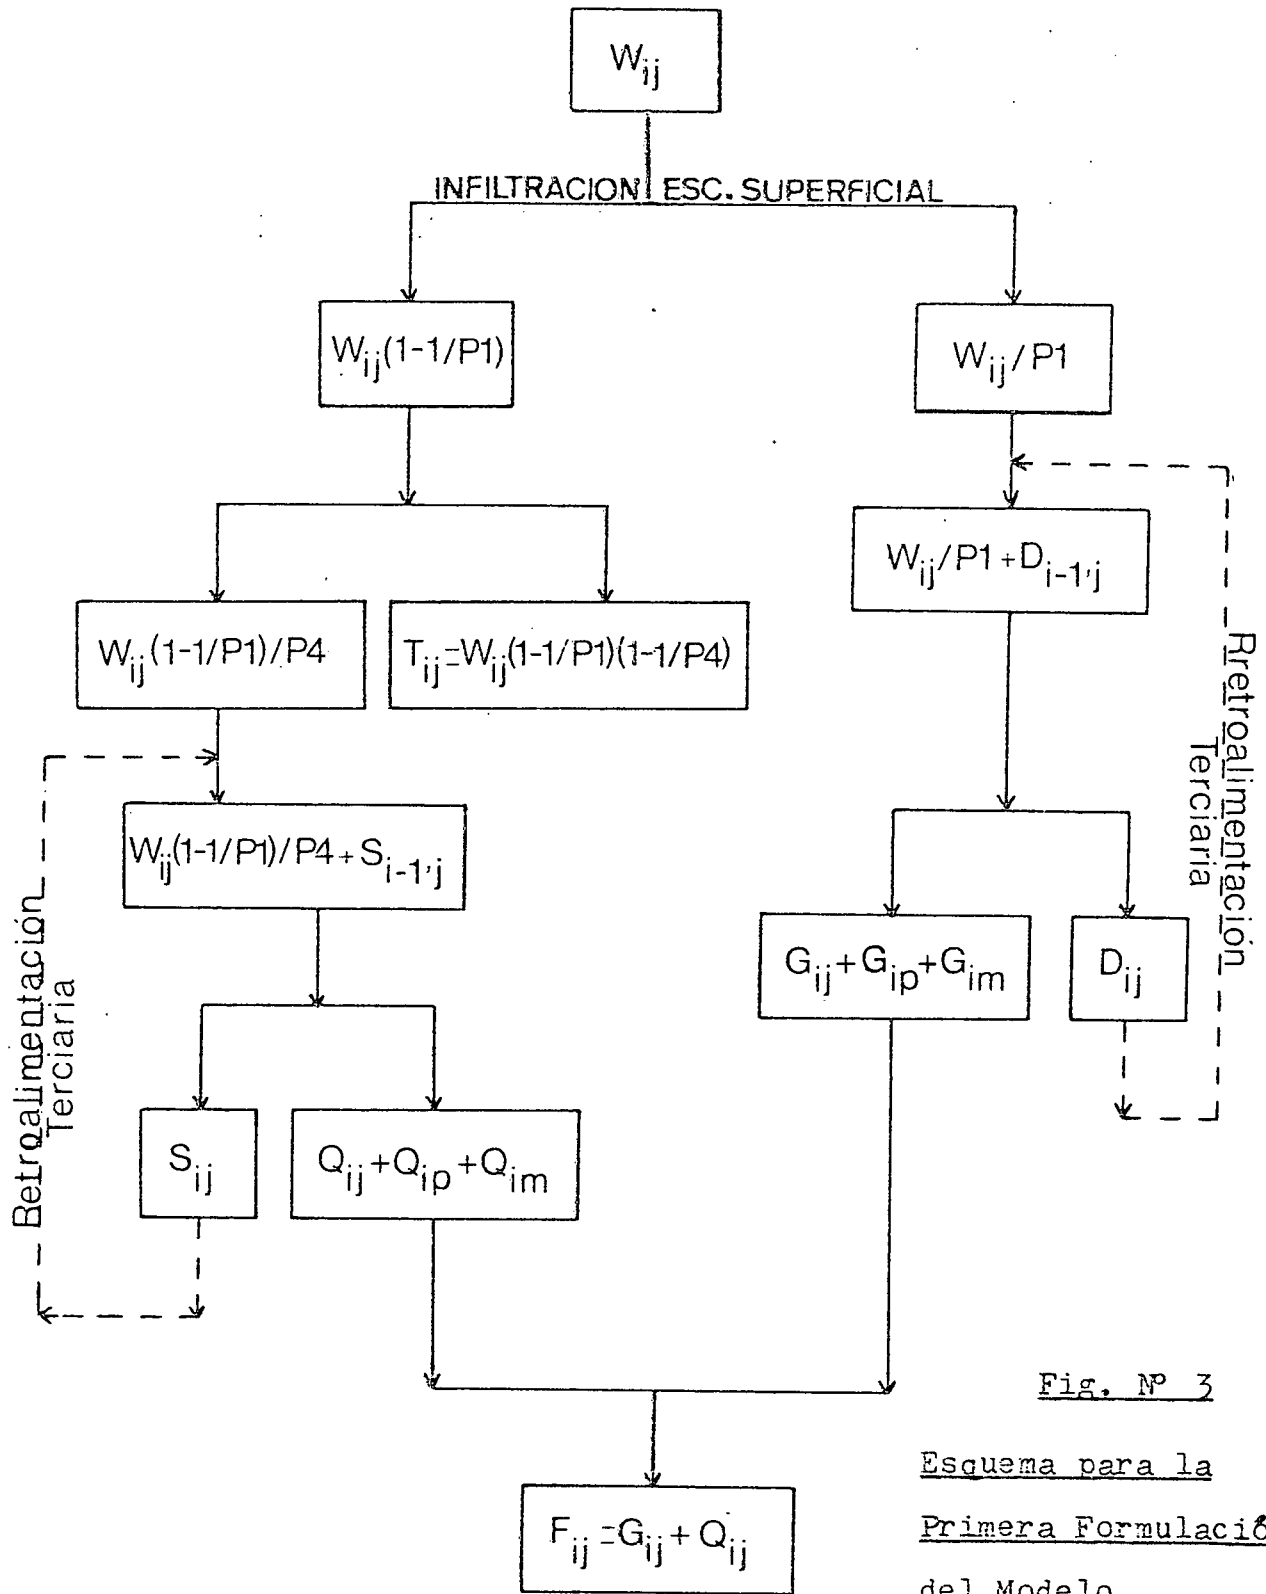 W_ij
INFILTRACION ESC. SUPERFICIAL
W_ij(1-1/P1)
W_ij/P1
W_ij/P1+D_i-1,j
W_ij(1-1/P1)/P4
T_ij=W_ij(1-1/P1)(1-1/P4)
Rretroalimentación
Terciaria
W_ij(1-1/P1)/P4+S_i-1,j
G_ij+G_ip+G_im
D_ij
Retroalimentación
Terciaria
S_ij
Q_ij+Q_ip+Q_im
F_ij=G_ij+Q_ij
Fig. Nº 3
Esquema para la
Primera Formulació
del Modelo